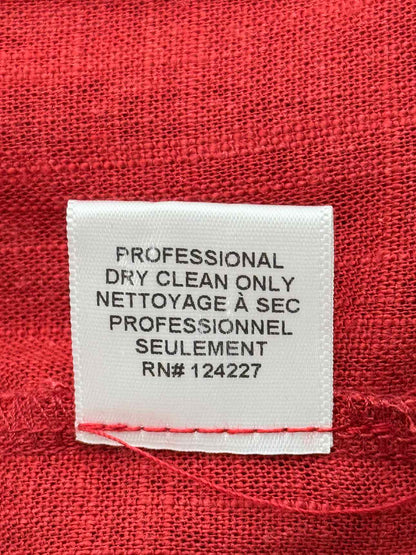 PROFESSIONAL
DRY CLEAN ONLY
NETTOYAGE À SEC
PROFESSIONNEL
SEULEMENT
RN# 124227